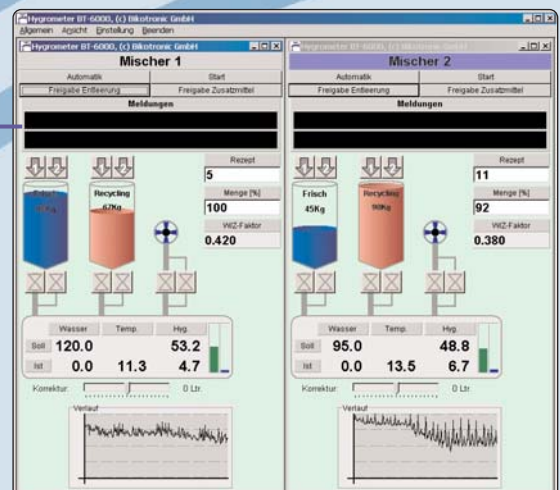 Hygrometer BT-6000, (c) Bikotronic GmbH
Allgemein Ansicht Einstellung Beenden
Hygrometer BT-6000, (c) Bikotronic GmbH
Mischer 1
Automatik Start
Freigabe Entleerung Freigabe Zusatzmittel
Meldungen
Rezept
5
Menge [%]
100
W/Z-Faktor
0.420
Frisch
Recycling
67Kg
Wasser Temp. Hyg.
Soll 120.0 53.2
Ist 0.0 11.3 4.7
Korrektur: 0 Ltr.
Verlauf
Hygrometer BT-6000, (c) Bikotronic GmbH
Mischer 2
Automatik Start
Freigabe Entleerung Freigabe Zusatzmittel
Meldungen
Rezept
11
Menge [%]
92
W/Z-Faktor
0.380
Frisch
45Kg
Recycling
98Kg
Wasser Temp. Hyg.
Soll 95.0 48.8
Ist 0.0 13.5 6.7
Korrektur: 0 Ltr.
Verlauf